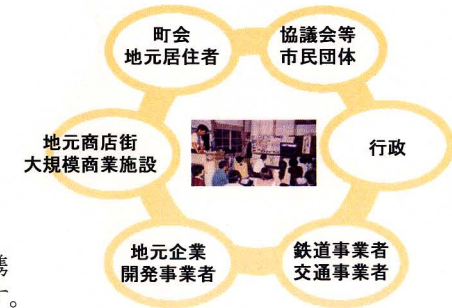 町会
地元居住者
協議会等
市民団体
地元商店街
大規模商業施設
行政
地元企業
開発事業者
鉄道事業者
交通事業者
携
。